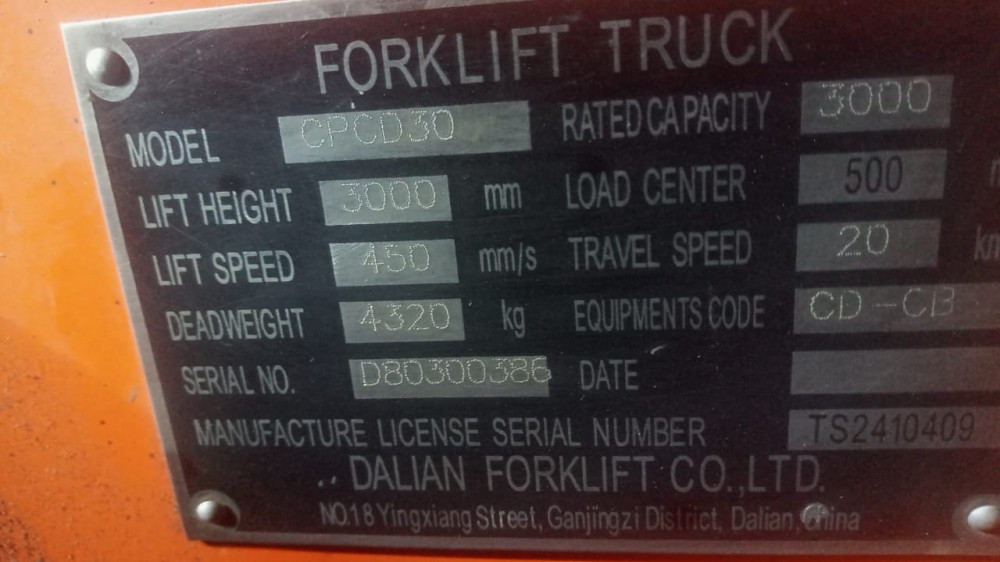 FORKLIFT TRUCK
MODEL CPCD30 RATED CAPACITY 3000
LIFT HEIGHT 3000 mm LOAD CENTER 500
LIFT SPEED 450 mm/s TRAVEL SPEED 20 km
DEADWEIGHT 4320 kg EQUIPMENTS CODE CD-CB
SERIAL NO. D80300386 DATE
MANUFACTURE LICENSE SERIAL NUMBER TS2410409
DALIAN FORKLIFT CO.,LTD.
NO.18 Yingxiang Street, Ganjingzi District, Dalian, China